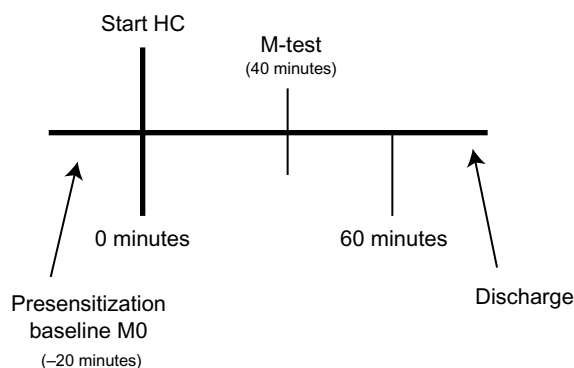 Start HC
M-test
(40 minutes)
0 minutes
60 minutes
Presensitization
baseline M0
(–20 minutes)
Discharge